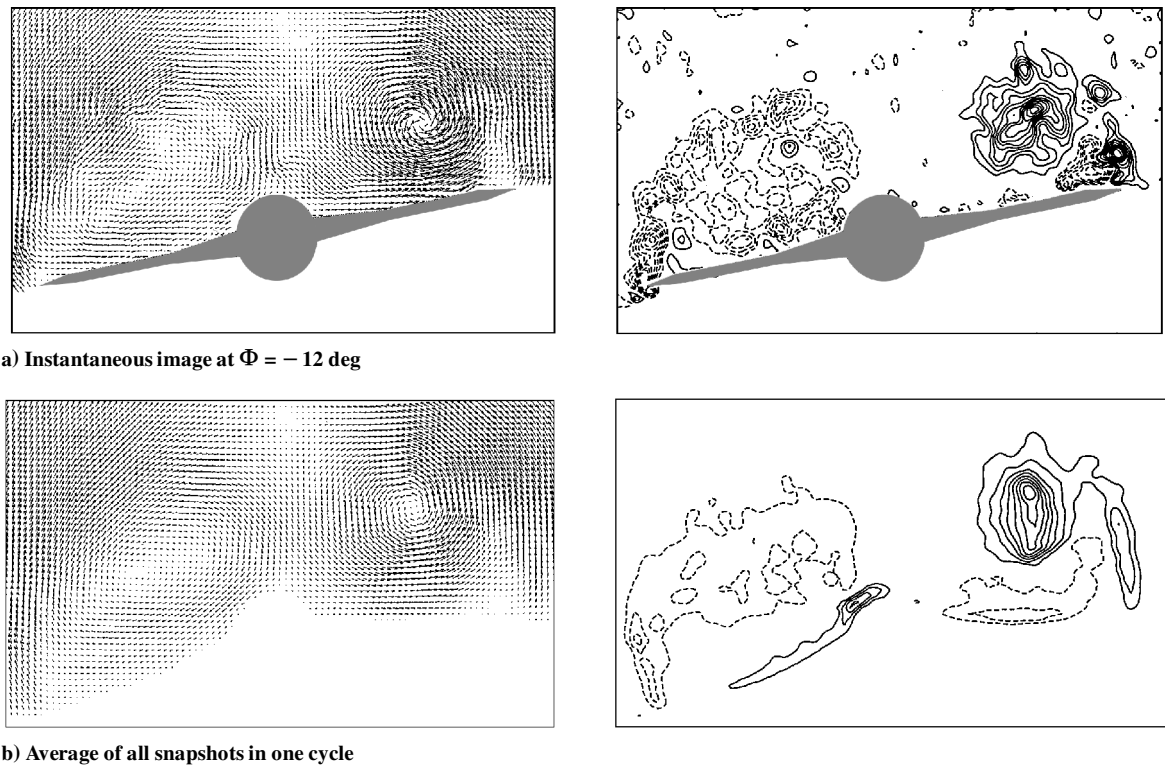 a) Instantaneous image at Φ = − 12 deg
b) Average of all snapshots in one cycle